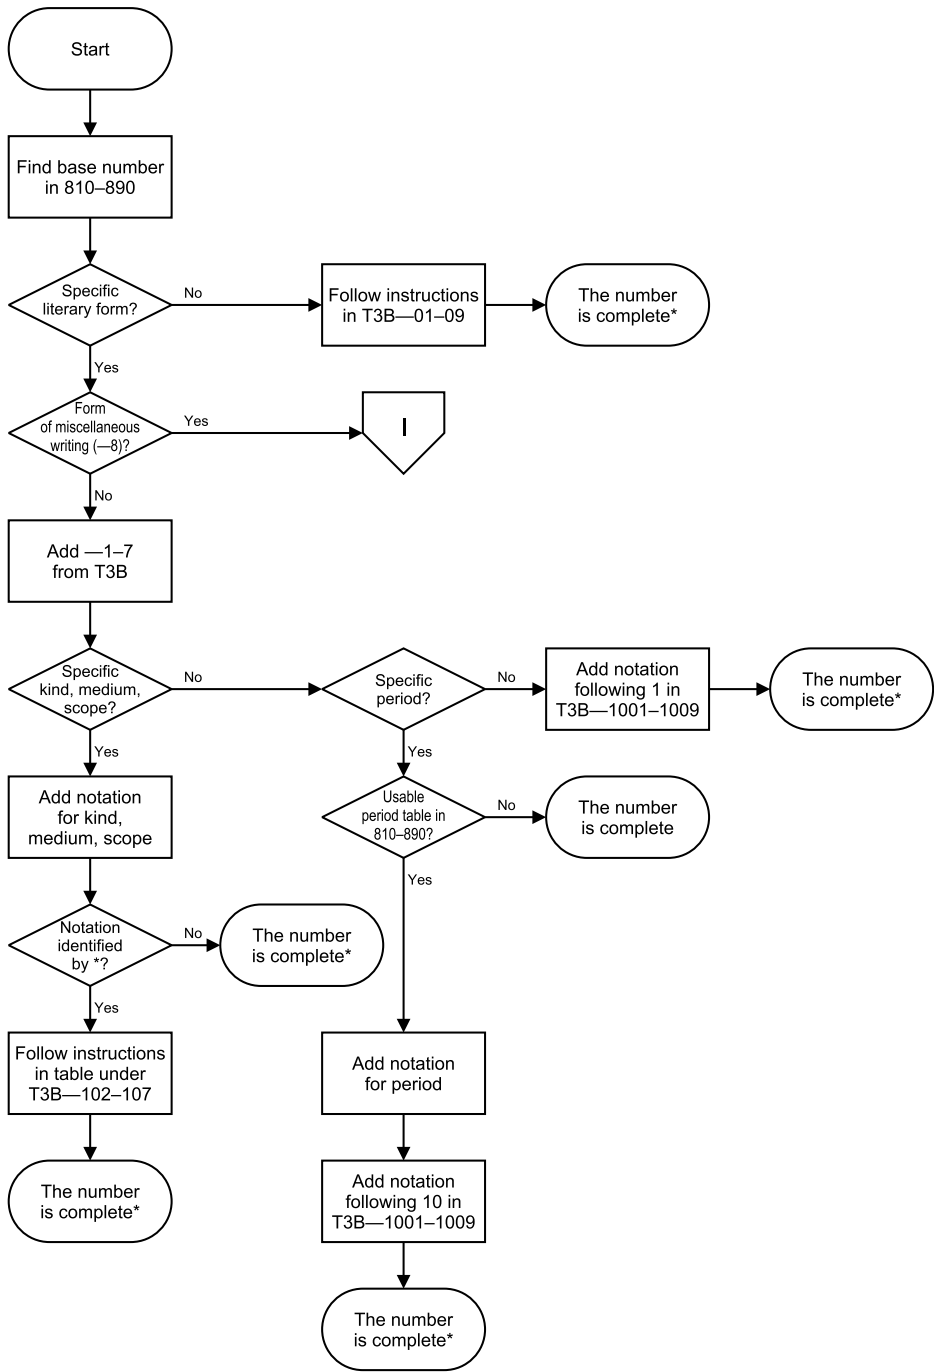 Start
Find base number
in 810–890
Specific
literary form?
No
Follow instructions
in T3B—01–09
The number
is complete*
Yes
Form
of miscellaneous
writing (—8)?
Yes
I
No
Add —1–7
from T3B
Specific
kind, medium,
scope?
No
Specific
period?
No
Add notation
following 1 in
T3B—1001–1009
The number
is complete*
Yes
Yes
Add notation
for kind,
medium, scope
Usable
period table in
810–890?
No
The number
is complete
Yes
Notation
identified
by *?
No
The number
is complete*
Yes
Follow instructions
in table under
T3B—102–107
Add notation
for period
The number
is complete*
Add notation
following 10 in
T3B—1001–1009
The number
is complete*